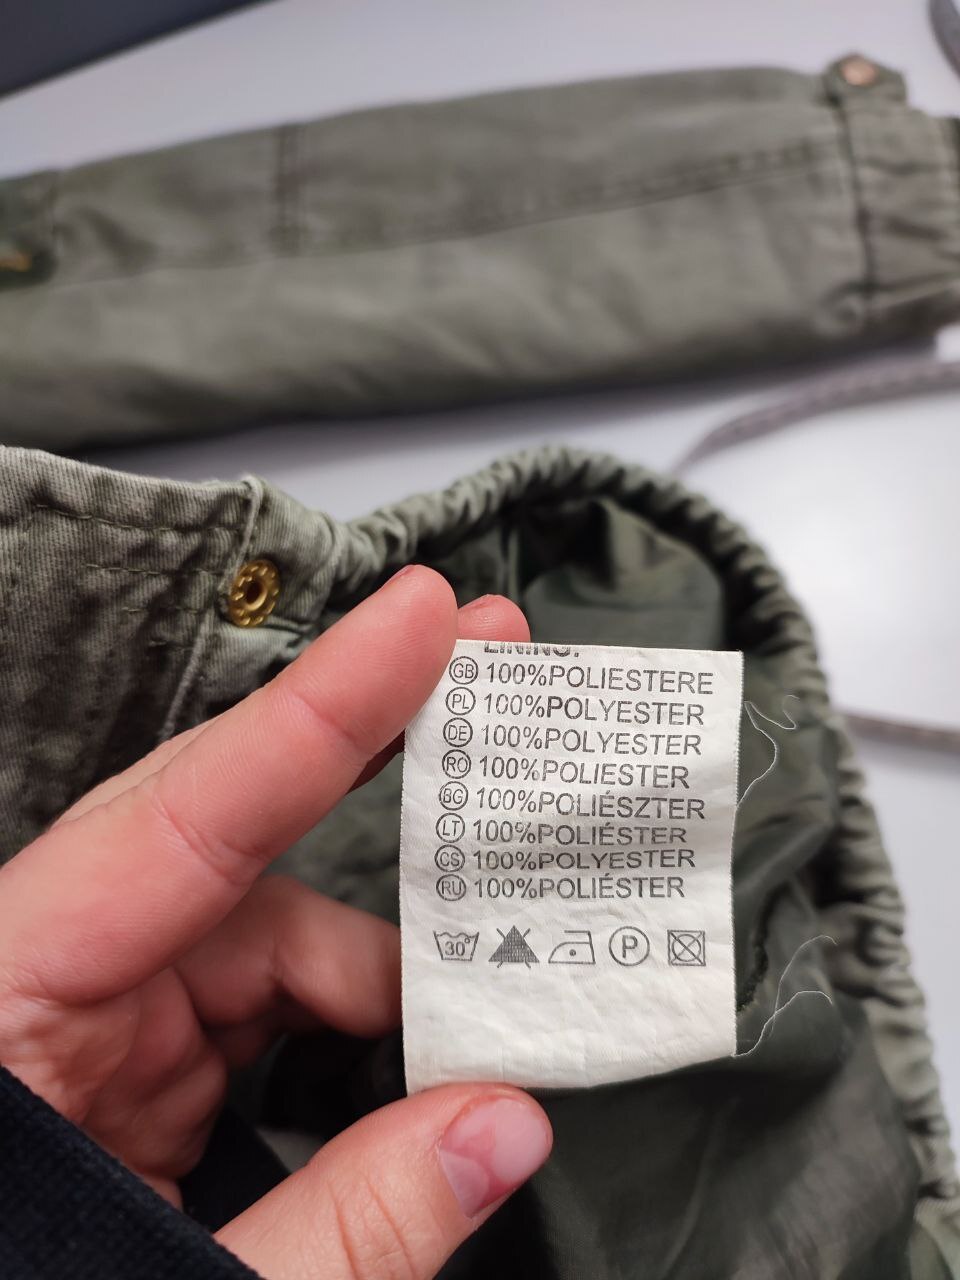 LINING:
GB 100%POLIESTERE
PL 100%POLYESTER
DE 100%POLYESTER
RO 100%POLIESTER
BG 100%POLIÉSZTER
LT 100%POLIÉSTER
CS 100%POLYESTER
RU 100%POLIÉSTER
30° P